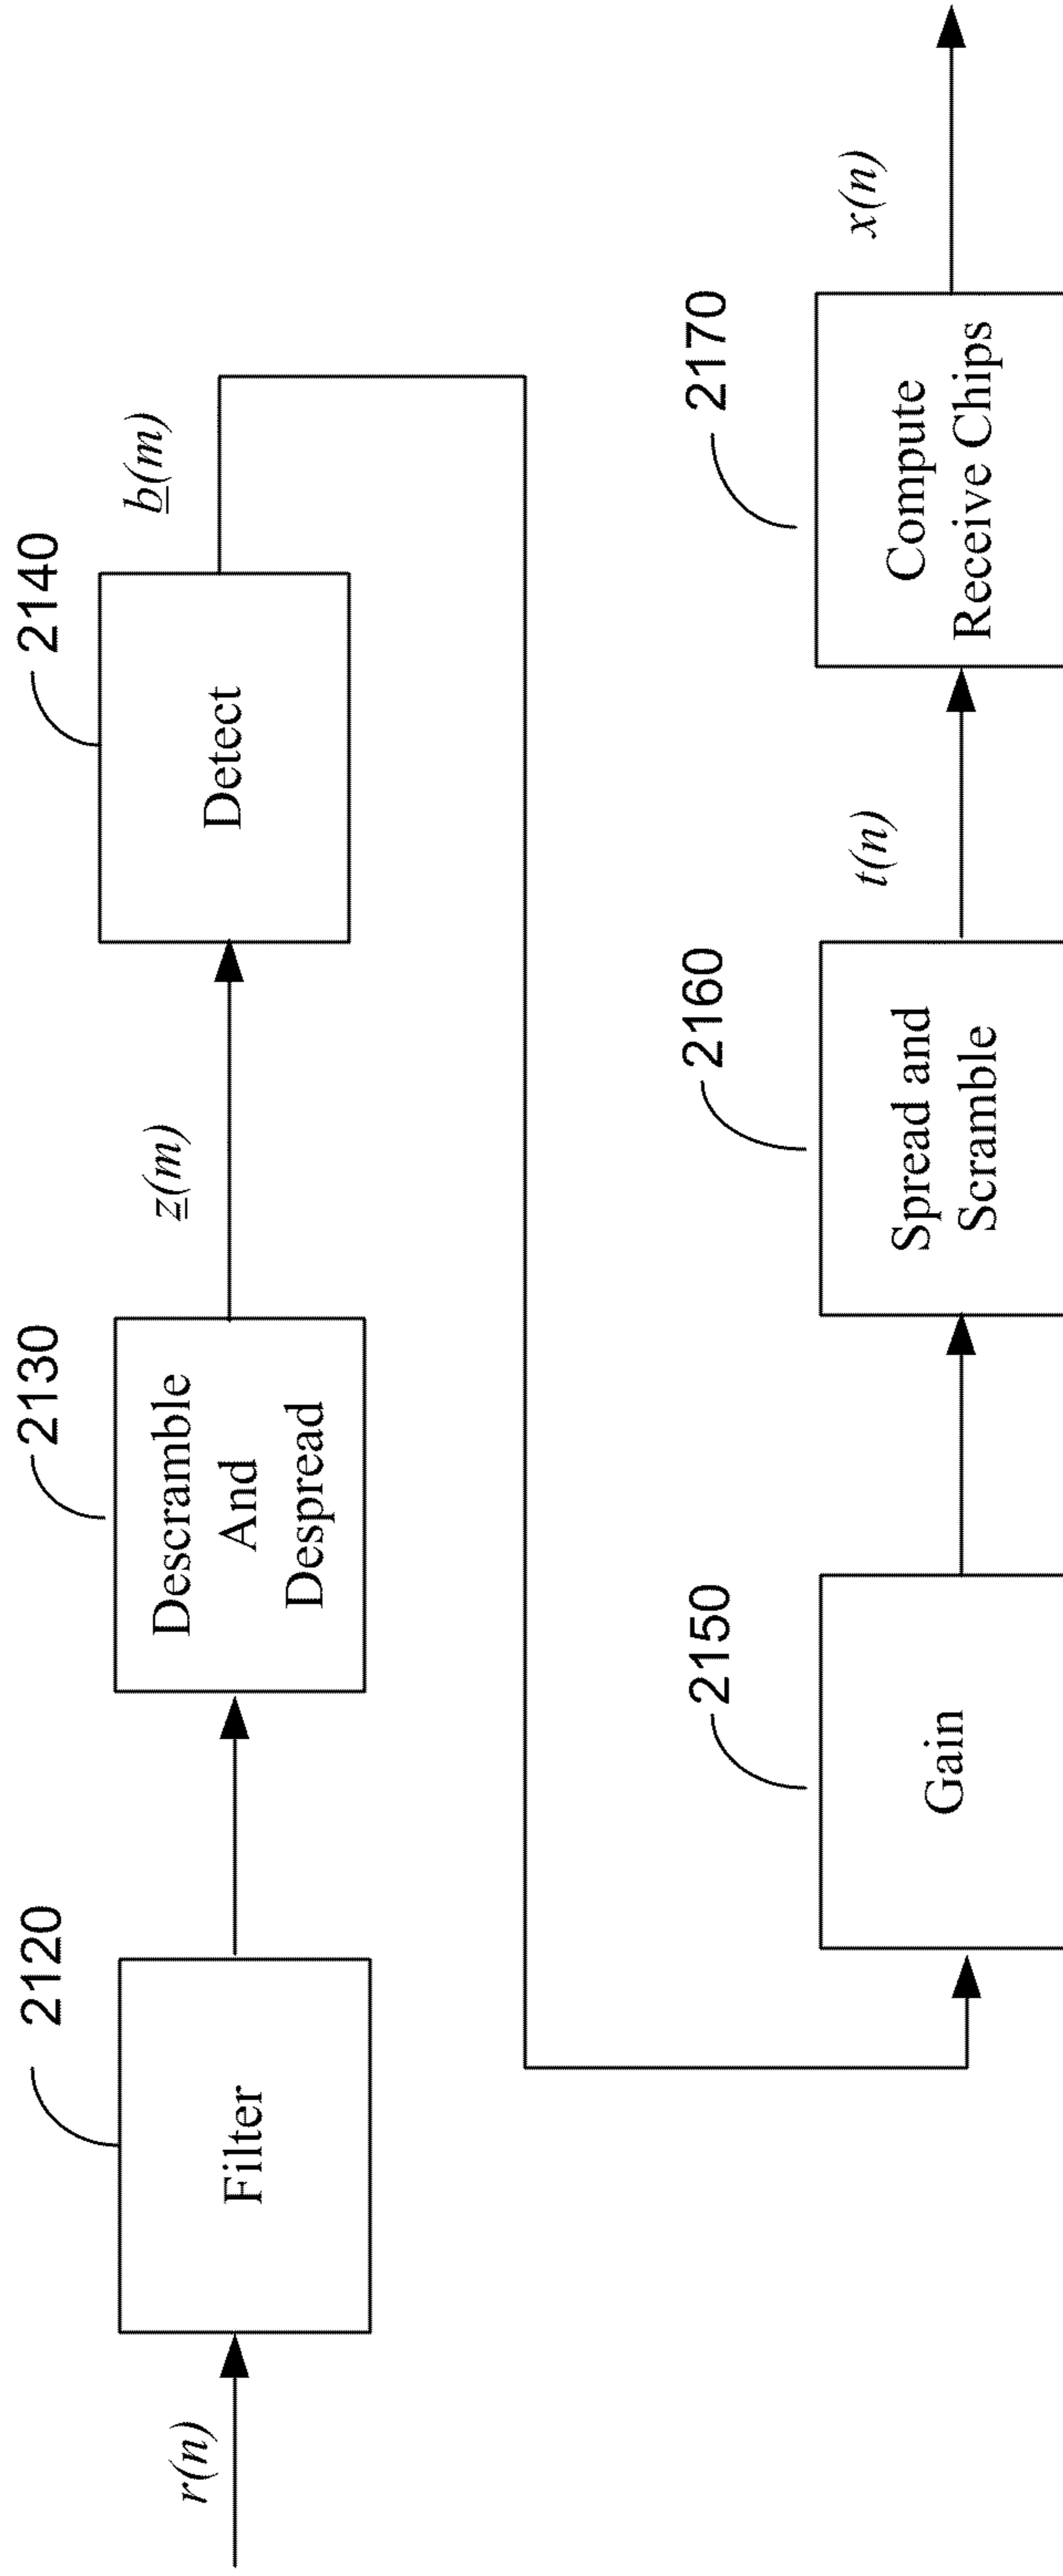 r(n)
2120
Filter
2130
Descramble
And
Despread
z(m)
2140
Detect
b(m)
2150
Gain
2160
Spread and
Scramble
t(n)
2170
Compute
Receive Chips
x(n)